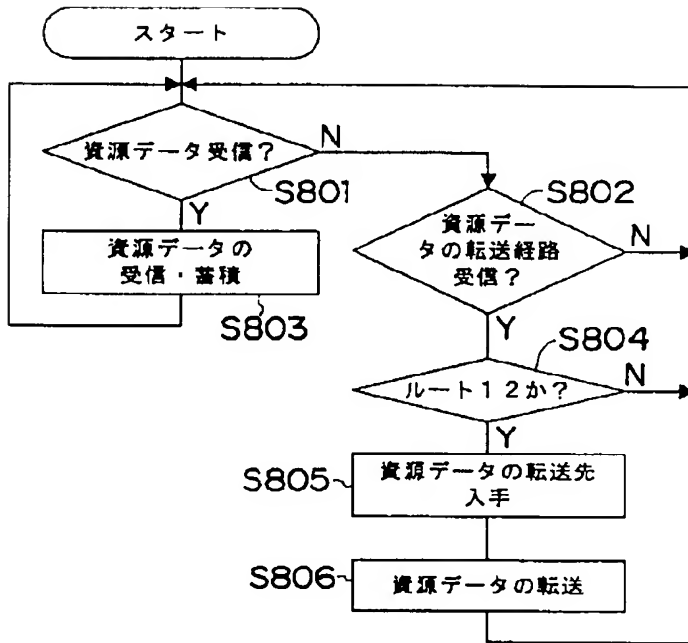 スタート
資源データ受信？
N
S801
Y
資源データの
受信・蓄積
S803
S802
資源デー
タの転送経路
受信？
N
Y
S804
ルート１２か？
N
Y
S805
資源データの転送先
入手
S806
資源データの転送